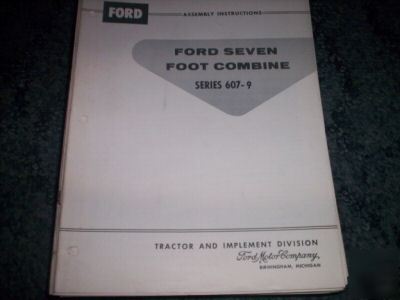 FORD
ASSEMBLY INSTRUCTIONS
FORD SEVEN
FOOT COMBINE
SERIES 607-9
TRACTOR AND IMPLEMENT DIVISION
Ford Motor Company,
BIRMINGHAM, MICHIGAN